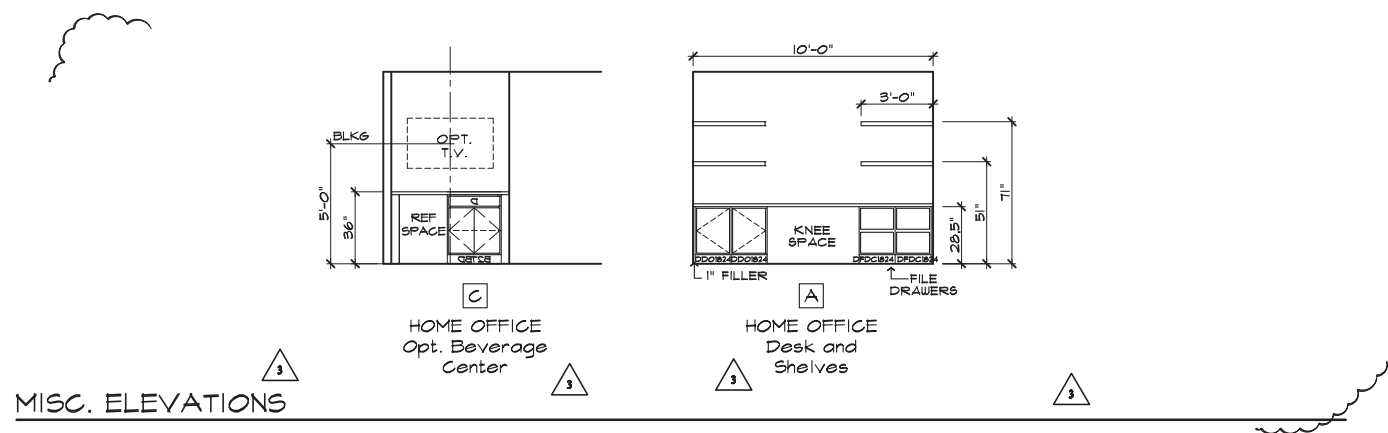 10'-0"
3'-0"
BLKG
OPT.
T.V.
5'-0"
36"
REF
SPACE
KNEE
SPACE
28.5"
51"
71"
DDO1824 DDO1824
DFDC1824 DFDC1824
1" FILLER
FILE
DRAWERS
C
HOME OFFICE
Opt. Beverage
Center
A
HOME OFFICE
Desk and
Shelves
3
3
3
3
MISC. ELEVATIONS